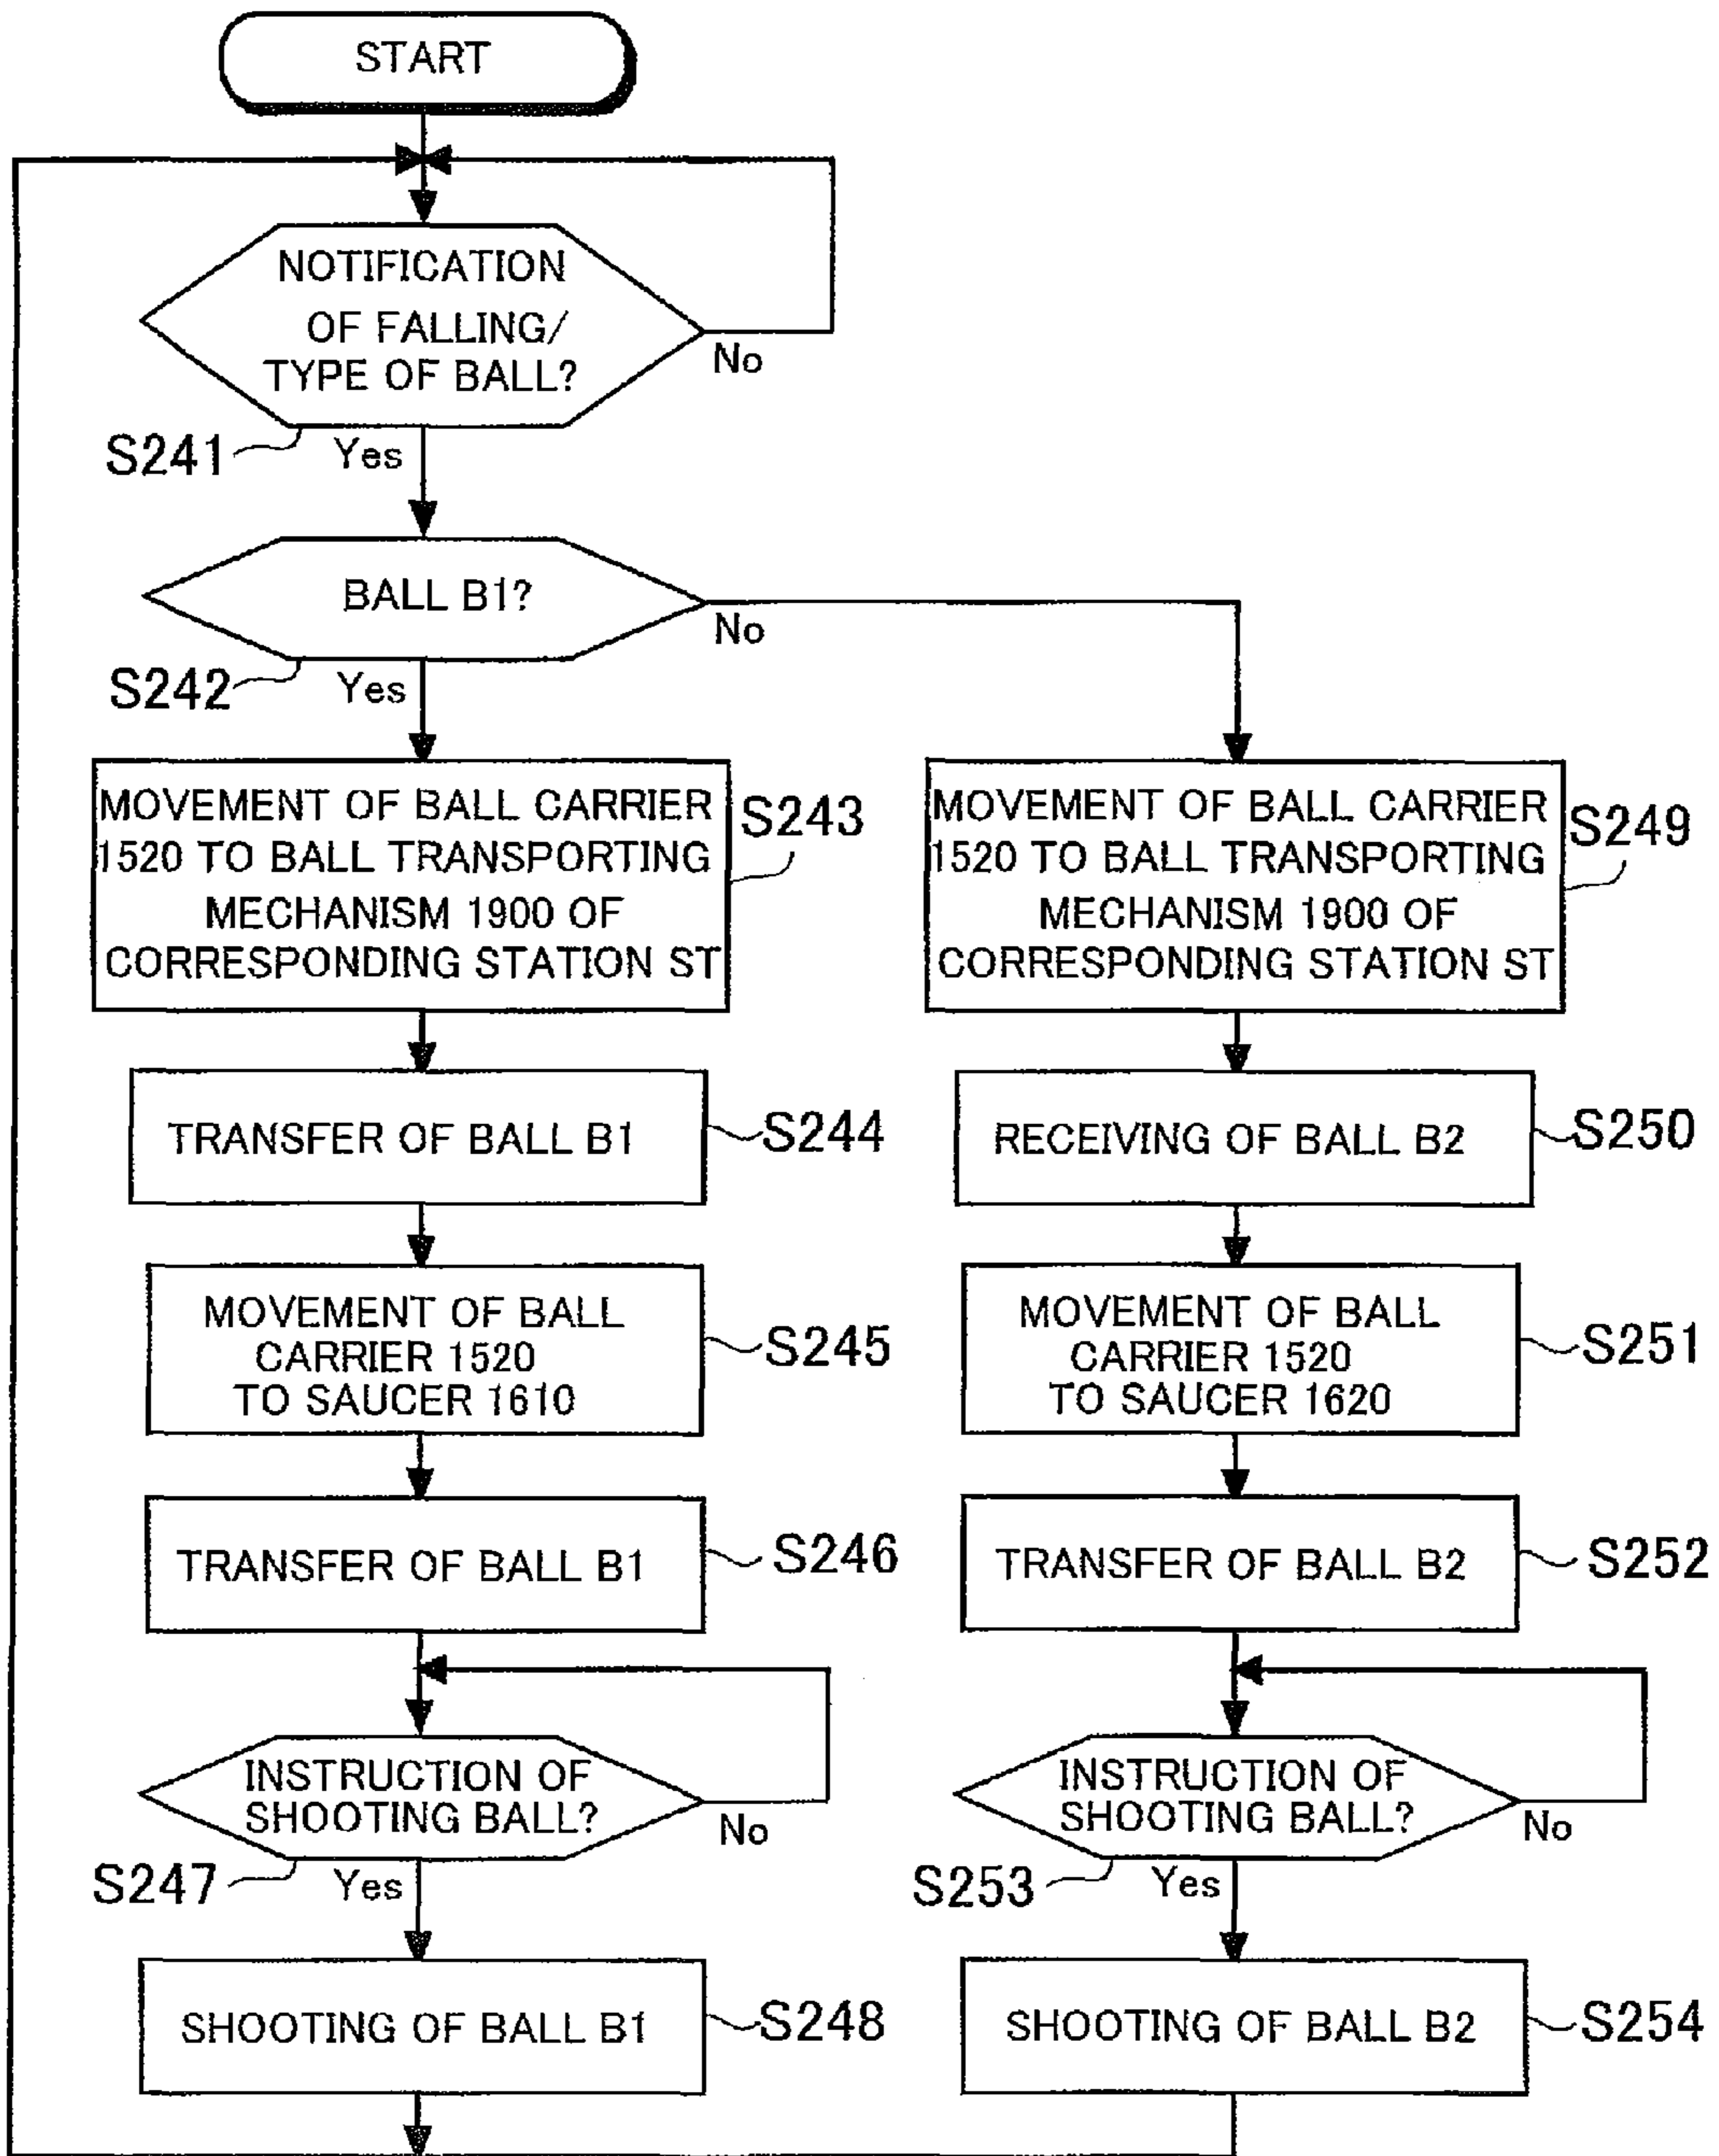 START
NOTIFICATION
OF FALLING/
TYPE OF BALL?
No
S241
Yes
BALL B1?
No
S242
Yes
MOVEMENT OF BALL CARRIER
1520 TO BALL TRANSPORTING
MECHANISM 1900 OF
CORRESPONDING STATION ST
S243
MOVEMENT OF BALL CARRIER
1520 TO BALL TRANSPORTING
MECHANISM 1900 OF
CORRESPONDING STATION ST
S249
TRANSFER OF BALL B1
S244
RECEIVING OF BALL B2
S250
MOVEMENT OF BALL
CARRIER 1520
TO SAUCER 1610
S245
MOVEMENT OF BALL
CARRIER 1520
TO SAUCER 1620
S251
TRANSFER OF BALL B1
S246
TRANSFER OF BALL B2
S252
INSTRUCTION OF
SHOOTING BALL?
No
S247
Yes
INSTRUCTION OF
SHOOTING BALL?
No
S253
Yes
SHOOTING OF BALL B1
S248
SHOOTING OF BALL B2
S254